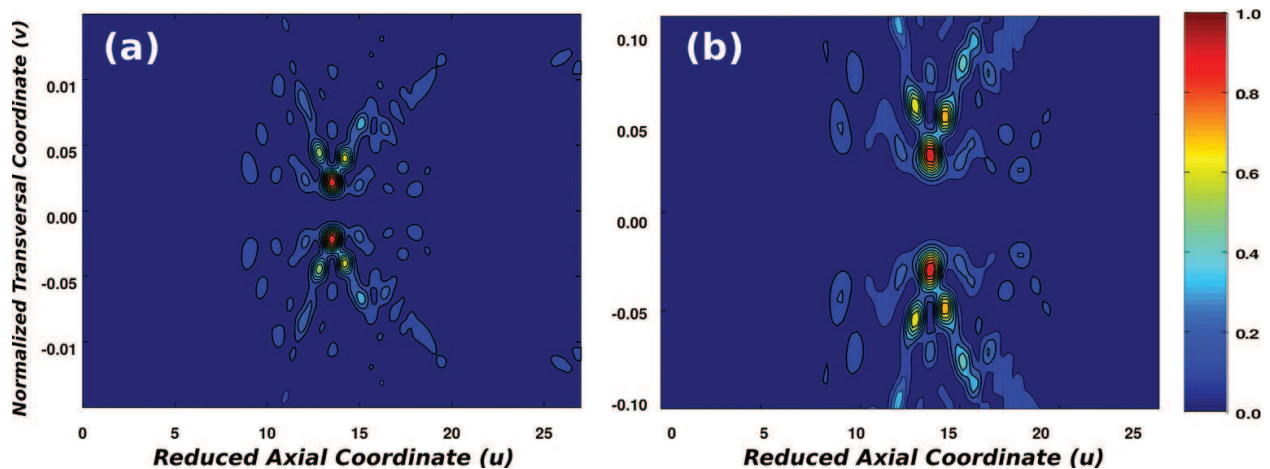 Normalized Transversal Coordinate (v)
(a)
0.01
0.05
0.00
-0.05
-0.01
0 5 10 15 20 25
Reduced Axial Coordinate (u)
(b)
0.10
0.05
0.00
-0.05
-0.10
0 5 10 15 20 25
Reduced Axial Coordinate (u)
1.0
0.8
0.6
0.4
0.2
0.0